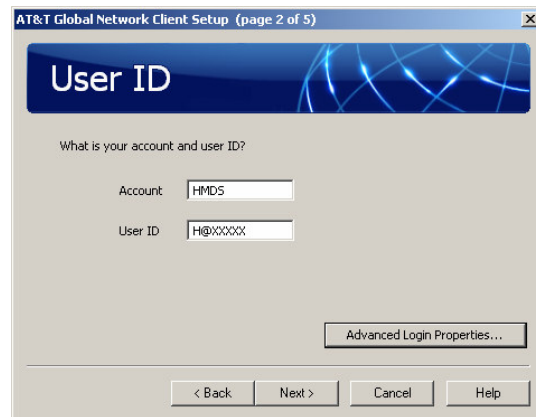 AT&T Global Network Client Setup (page 2 of 5)
User ID
What is your account and user ID?
Account HMDS
User ID H@XXXXX
Advanced Login Properties...
< Back Next > Cancel Help